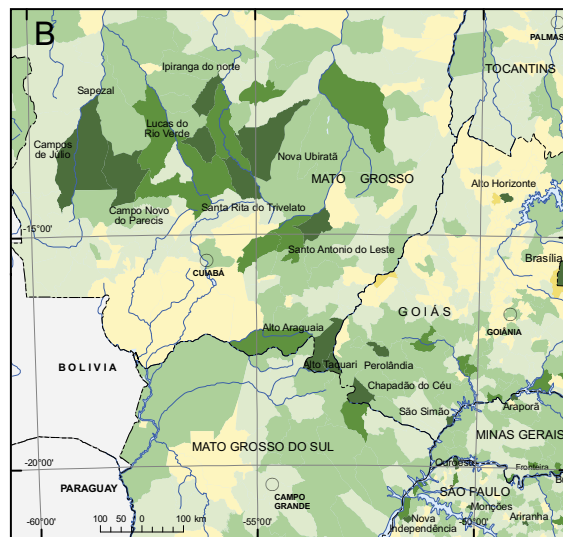 B
PALMAS
TOCANTINS
Ipiranga do norte
Sapezal
Lucas do
Rio Verde
Campos
de Júlio
Nova Ubiratã
MATO GROSSO
Alto Horizonte
Campo Novo
do Parecis
Santa Rita do Trivelato
-15°00'
Santo Antonio do Leste
CUIABÁ
Brasília
GOIÁS
GOIÂNIA
Alto Araguaia
BOLIVIA
Alto Taquari
Perolândia
Chapadão do Céu
São Simão
Araporã
MATO GROSSO DO SUL
MINAS GERAIS
-20°00'
Ouroeste
Fronteira
PARAGUAY
CAMPO
GRANDE
SÃO PAULO
Monções
Nova
Independência
Ariranha
-60°00'
100 50 0 100 km
-55°00'
-50°00'